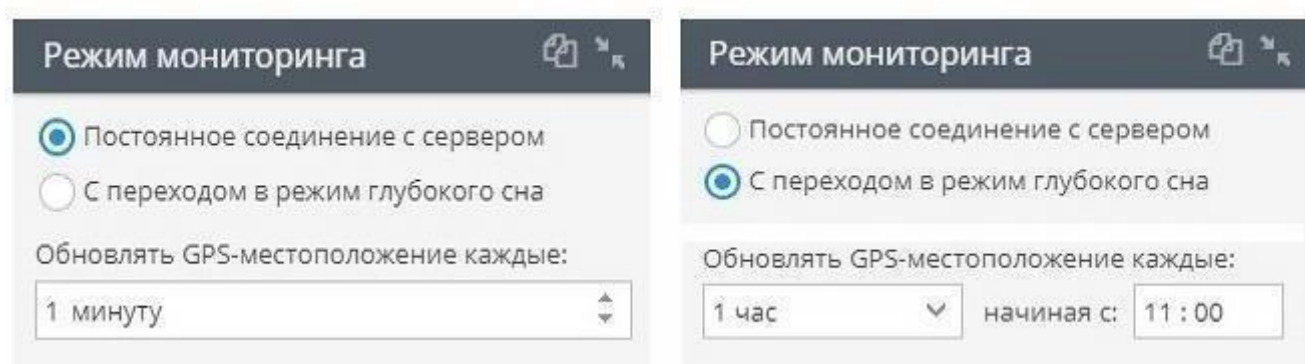 Режим мониторинга
Постоянное соединение с сервером
С переходом в режим глубокого сна
Обновлять GPS-местоположение каждые:
1 минуту
Режим мониторинга
Постоянное соединение с сервером
С переходом в режим глубокого сна
Обновлять GPS-местоположение каждые:
1 час начиная с: 11 : 00